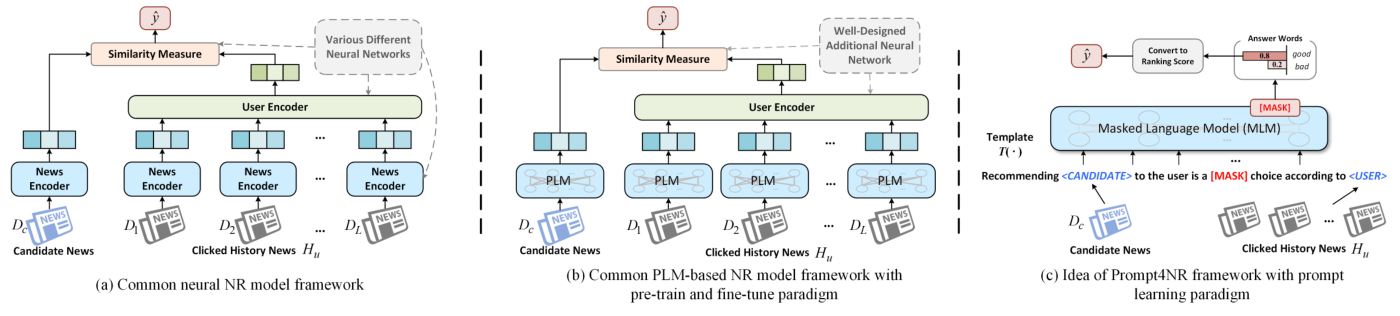 ŷ
Similarity Measure
Various Different
Neural Networks
User Encoder
...
News
Encoder
News
Encoder
News
Encoder
...
News
Encoder
D_c
NEWS
D_1
NEWS
D_2
NEWS
...
D_L
NEWS
Candidate News
Clicked History News H_u
(a) Common neural NR model framework
ŷ
Similarity Measure
Well-Designed
Additional Neural
Network
User Encoder
...
PLM
PLM
PLM
...
PLM
D_c
NEWS
D_1
NEWS
D_2
NEWS
...
D_L
NEWS
Candidate News
Clicked History News H_u
(b) Common PLM-based NR model framework with
pre-train and fine-tune paradigm
Answer Words
ŷ
Convert to
Ranking Score
0.8 good
0.2 bad
[MASK]
Masked Language Model (MLM)
Template
T(·)
...
Recommending <CANDIDATE> to the user is a [MASK] choice according to <USER>
D_c
NEWS
NEWS
NEWS
...
NEWS
Candidate News
Clicked History News H_u
(c) Idea of Prompt4NR framework with prompt
learning paradigm